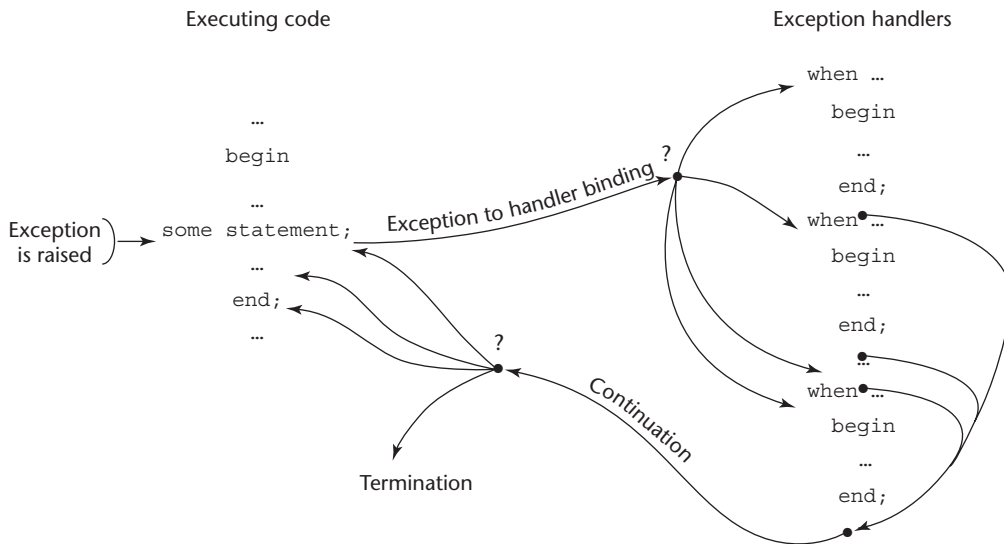 Executing code
…
begin
…
Exception
is raised
some statement;
…
end;
…
Exception to handler binding
?
?
Termination
Continuation
Exception handlers
when …
begin
…
end;
when …
begin
…
end;
…
when …
begin
…
end;